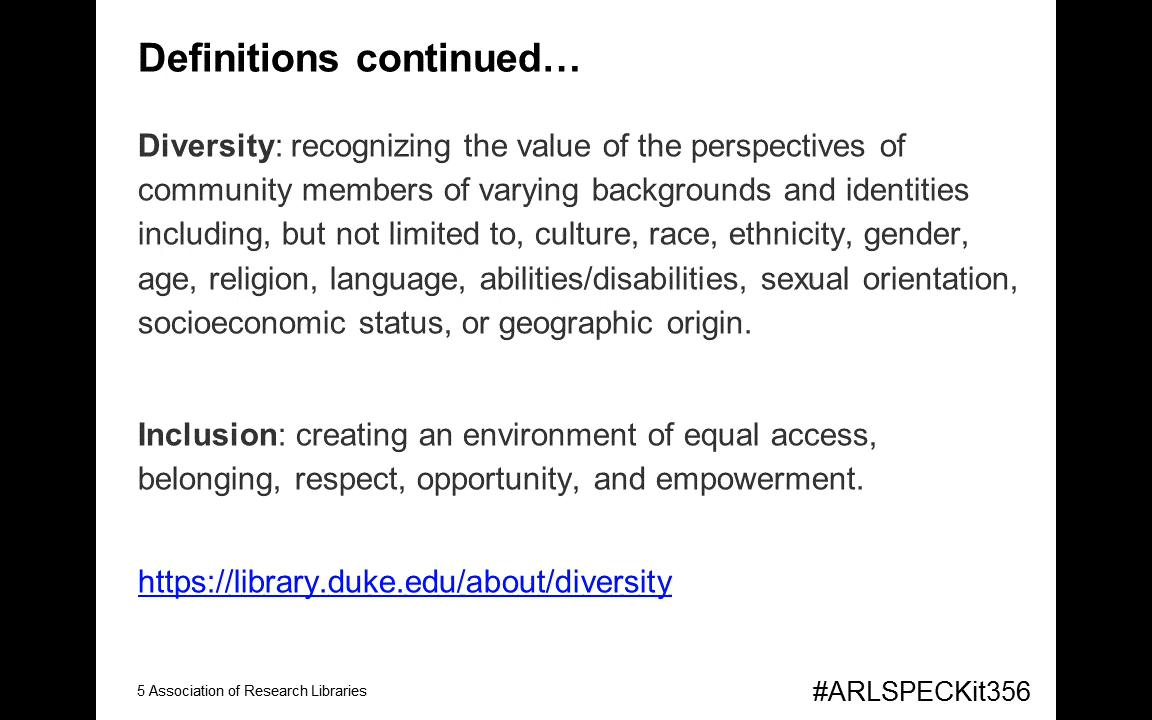 Definitions continued…
Diversity: recognizing the value of the perspectives of
community members of varying backgrounds and identities
including, but not limited to, culture, race, ethnicity, gender,
age, religion, language, abilities/disabilities, sexual orientation,
socioeconomic status, or geographic origin.
Inclusion: creating an environment of equal access,
belonging, respect, opportunity, and empowerment.
https://library.duke.edu/about/diversity
5 Association of Research Libraries
#ARLSPECKit356